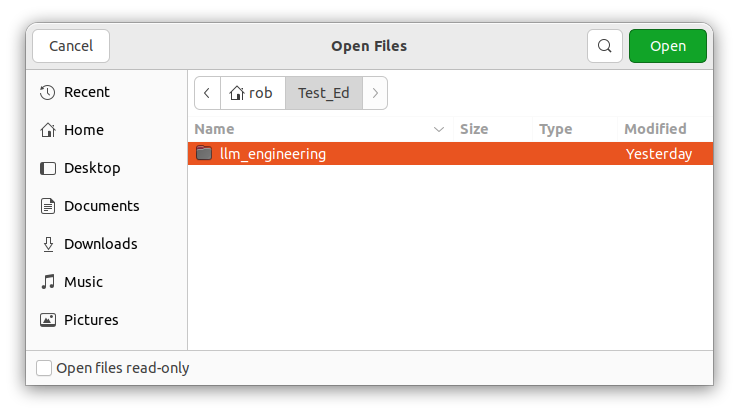 Cancel Open Files Open
Recent
Home
Desktop
Documents
Downloads
Music
Pictures
rob Test_Ed
Name Size Type Modified
llm_engineering Yesterday
Open files read-only